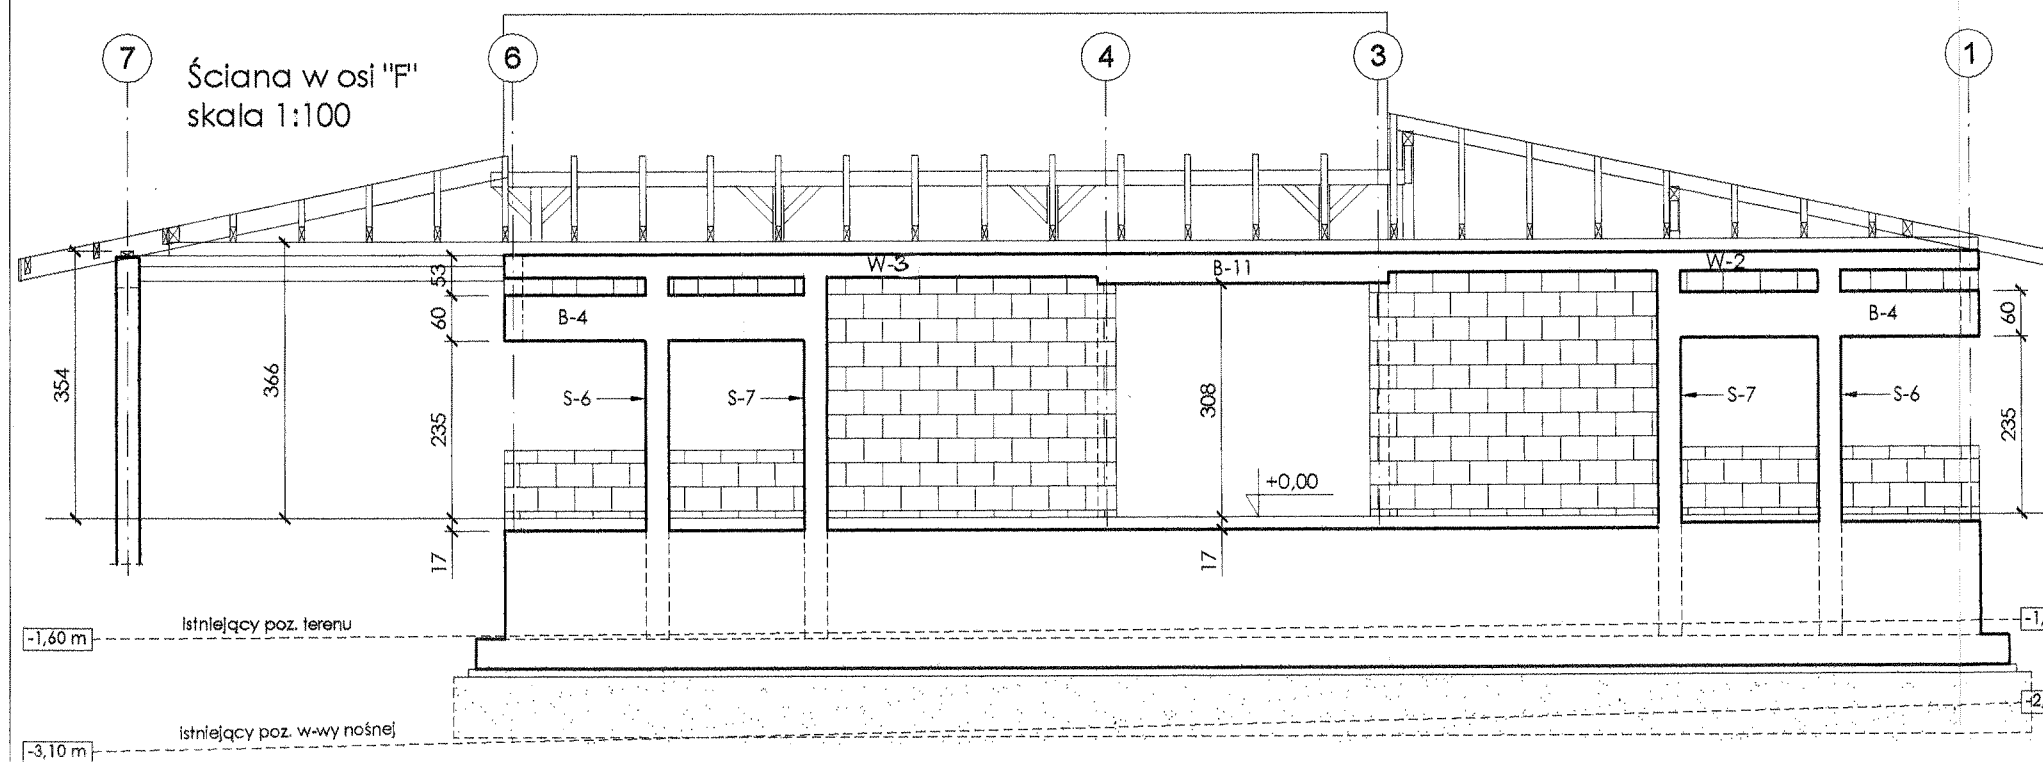 7
6
4
3
1
Ściana w osi "F"
skala 1:100
W-3
B-11
W-2
53
B-4
60
B-4
60
354
366
235
S-6
S-7
308
S-7
S-6
235
+0,00
17
17
Istniejący poz. terenu
-1,60 m
-1,
Istniejący poz. w-wy nośnej
-3,10 m
-2,